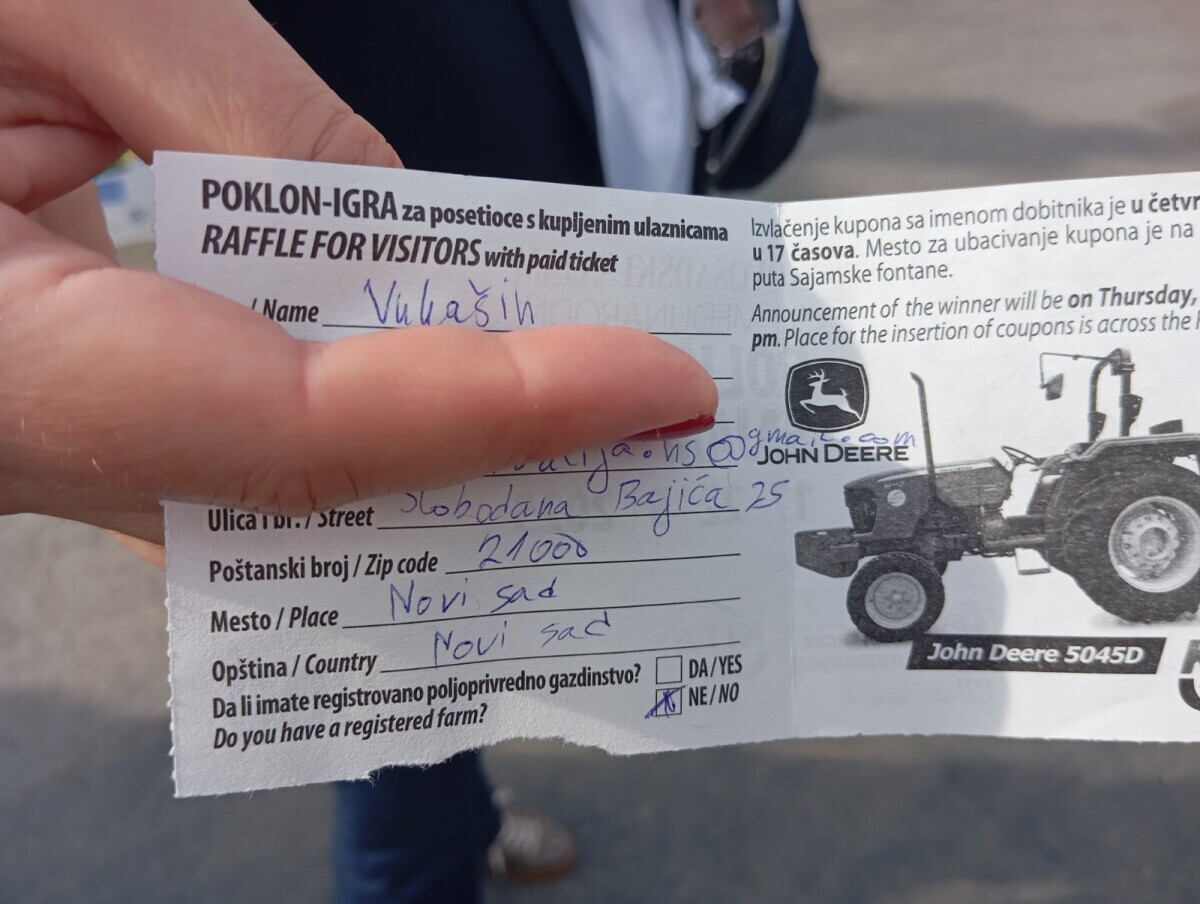 POKLON-IGRA za posetioce s kupljenim ulaznicama
RAFFLE FOR VISITORS with paid ticket
/ Name Vukašin
.ns@gmail.com
Ulica i br. / Street Slobodana Bajića 25
Poštanski broj / Zip code 21000
Mesto / Place Novi sad
Opština / Country Novi sad
Da li imate registrovano poljoprivredno gazdinstvo?
Do you have a registered farm?
DA / YES
NE / NO
Izvlačenje kupona sa imenom dobitnika je u četvr
u 17 časova. Mesto za ubacivanje kupona je na
puta Sajamske fontane.
Announcement of the winner will be on Thursday,
pm. Place for the insertion of coupons is across the
JOHN DEERE
John Deere 5045D